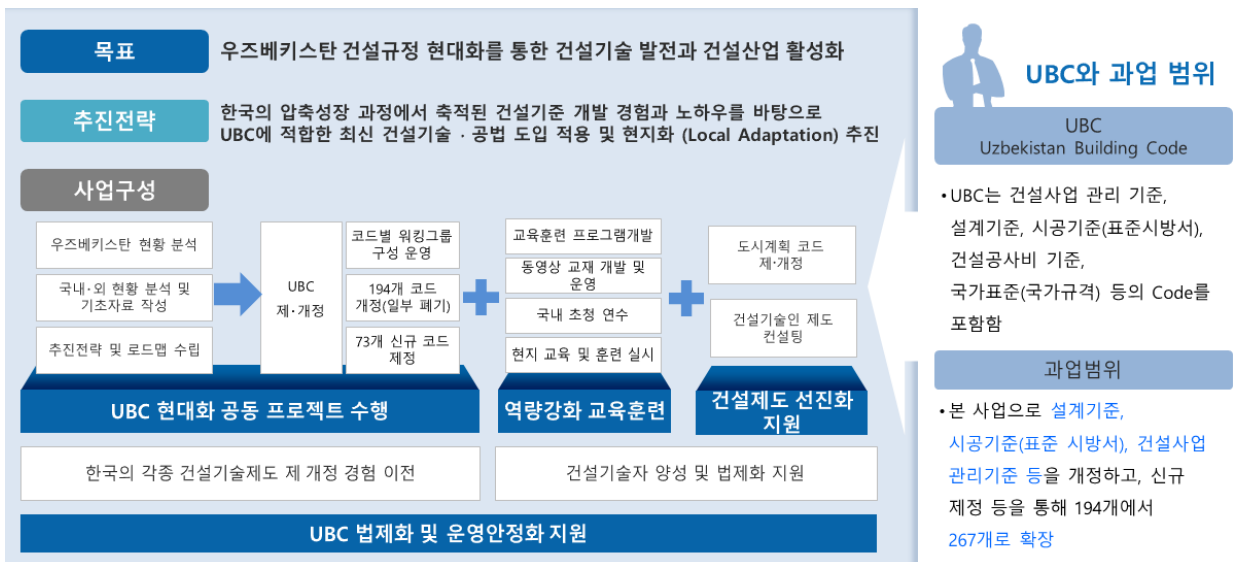 목표
우즈베키스탄 건설규정 현대화를 통한 건설기술 발전과 건설산업 활성화
추진전략
한국의 압축성장 과정에서 축적된 건설기준 개발 경험과 노하우를 바탕으로
UBC에 적합한 최신 건설기술 · 공법 도입 적용 및 현지화 (Local Adaptation) 추진
사업구성
우즈베키스탄 현황 분석
국내·외 현황 분석 및
기초자료 작성
추진전략 및 로드맵 수립
UBC
제·개정
코드별 워킹그룹
구성 운영
194개 코드
개정(일부 폐기)
73개 신규 코드
제정
UBC 현대화 공동 프로젝트 수행
교육훈련 프로그램개발
동영상 교재 개발 및
운영
국내 초청 연수
현지 교육 및 훈련 실시
역량강화 교육훈련
도시계획 코드
제·개정
건설기술인 제도
컨설팅
건설제도 선진화
지원
한국의 각종 건설기술제도 제 개정 경험 이전
건설기술자 양성 및 법제화 지원
UBC 법제화 및 운영안정화 지원
UBC와 과업 범위
UBC
Uzbekistan Building Code
•UBC는 건설사업 관리 기준,
설계기준, 시공기준(표준시방서),
건설공사비 기준,
국가표준(국가규격) 등의 Code를
포함함
과업범위
•본 사업으로 설계기준,
시공기준(표준 시방서), 건설사업
관리기준 등을 개정하고, 신규
제정 등을 통해 194개에서
267개로 확장